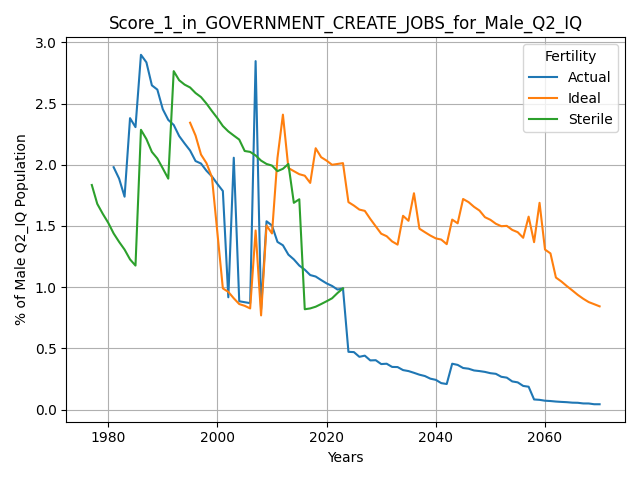 Score_1_in_GOVERNMENT_CREATE_JOBS_for_Male_Q2_IQ
% of Male Q2_IQ Population
3.0
2.5
2.0
1.5
1.0
0.5
0.0
Fertility
Actual
Ideal
Sterile
1980 2000 2020 2040 2060
Years